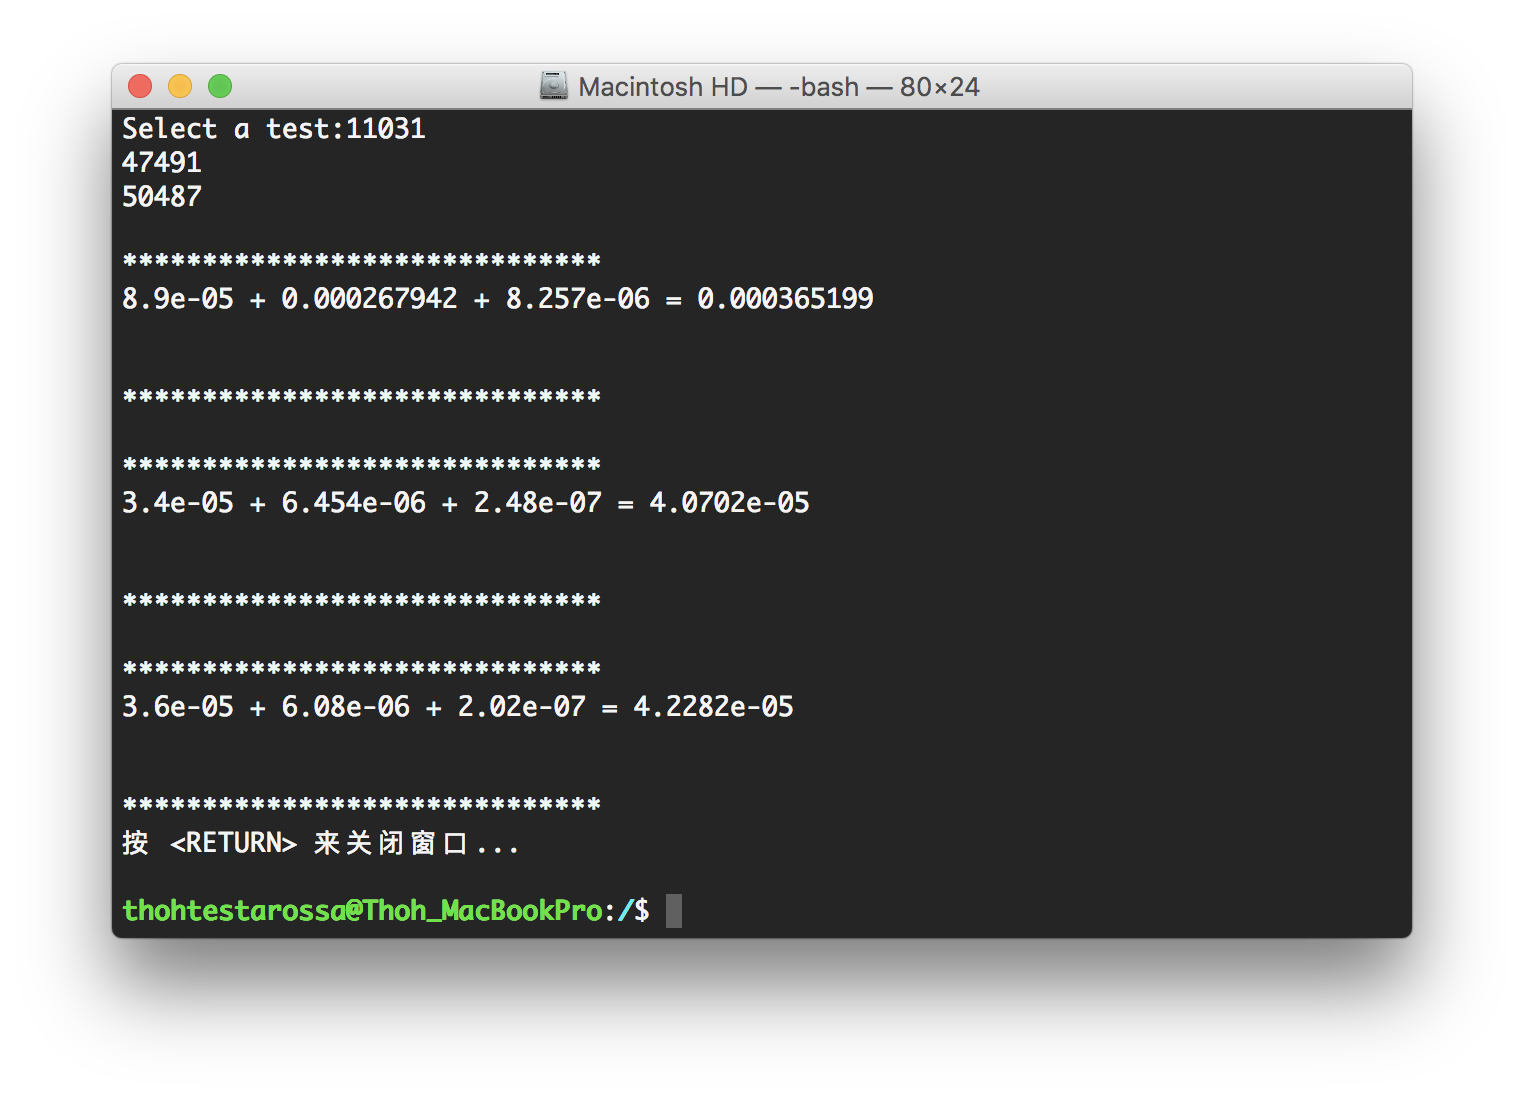 Macintosh HD — -bash — 80×24
Select a test:11031
47491
50487
******************************
8.9e-05 + 0.000267942 + 8.257e-06 = 0.000365199
******************************
******************************
3.4e-05 + 6.454e-06 + 2.48e-07 = 4.0702e-05
******************************
******************************
3.6e-05 + 6.08e-06 + 2.02e-07 = 4.2282e-05
******************************
按 <RETURN> 来关闭窗口...
thohtestarossa@Thoh_MacBookPro:/$